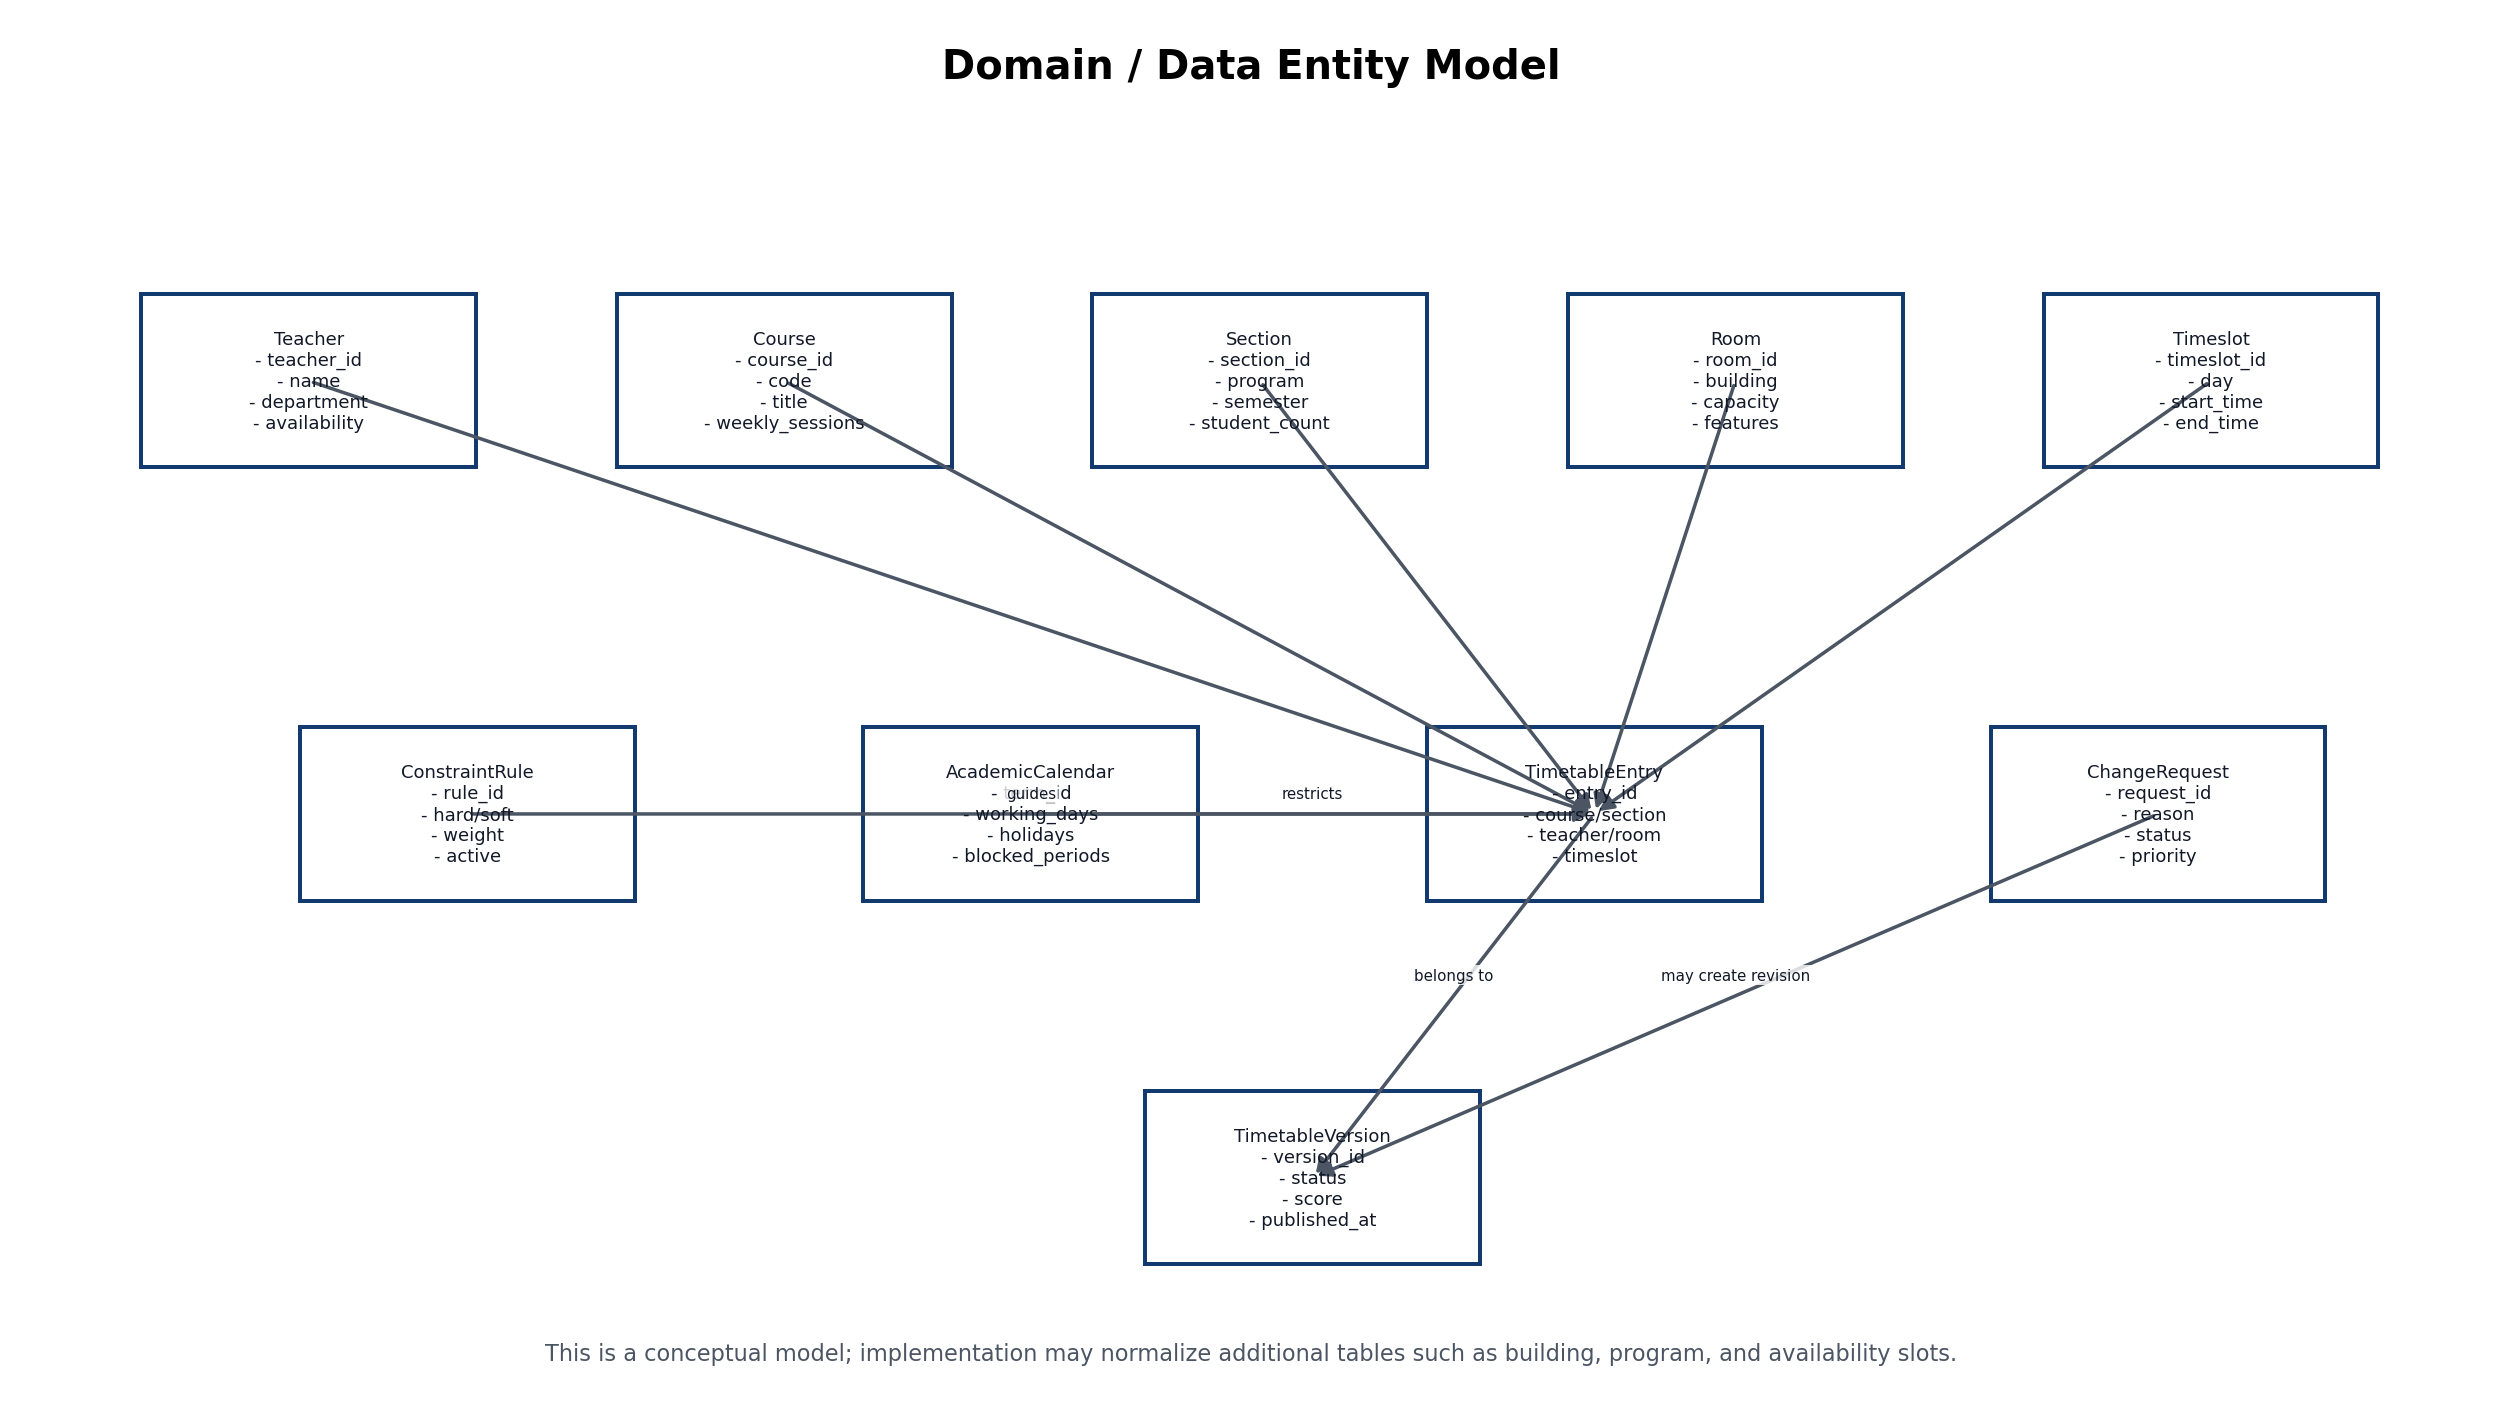 Domain / Data Entity Model
Teacher
- teacher_id
- name
- department
- availability
Course
- course_id
- code
- title
- weekly_sessions
Section
- section_id
- program
- semester
- student_count
Room
- room_id
- building
- capacity
- features
Timeslot
- timeslot_id
- day
- start_time
- end_time
ConstraintRule
- rule_id
- hard/soft
- weight
- active
AcademicCalendar
-
guides
- working_days
- holidays
- blocked_periods
restricts
TimetableEntry
- entry_id
- course/section
- teacher/room
- timeslot
ChangeRequest
- request_id
- reason
- status
- priority
belongs to
may create revision
TimetableVersion
- version_id
- status
- score
- published_at
This is a conceptual model; implementation may normalize additional tables such as building, program, and availability slots.